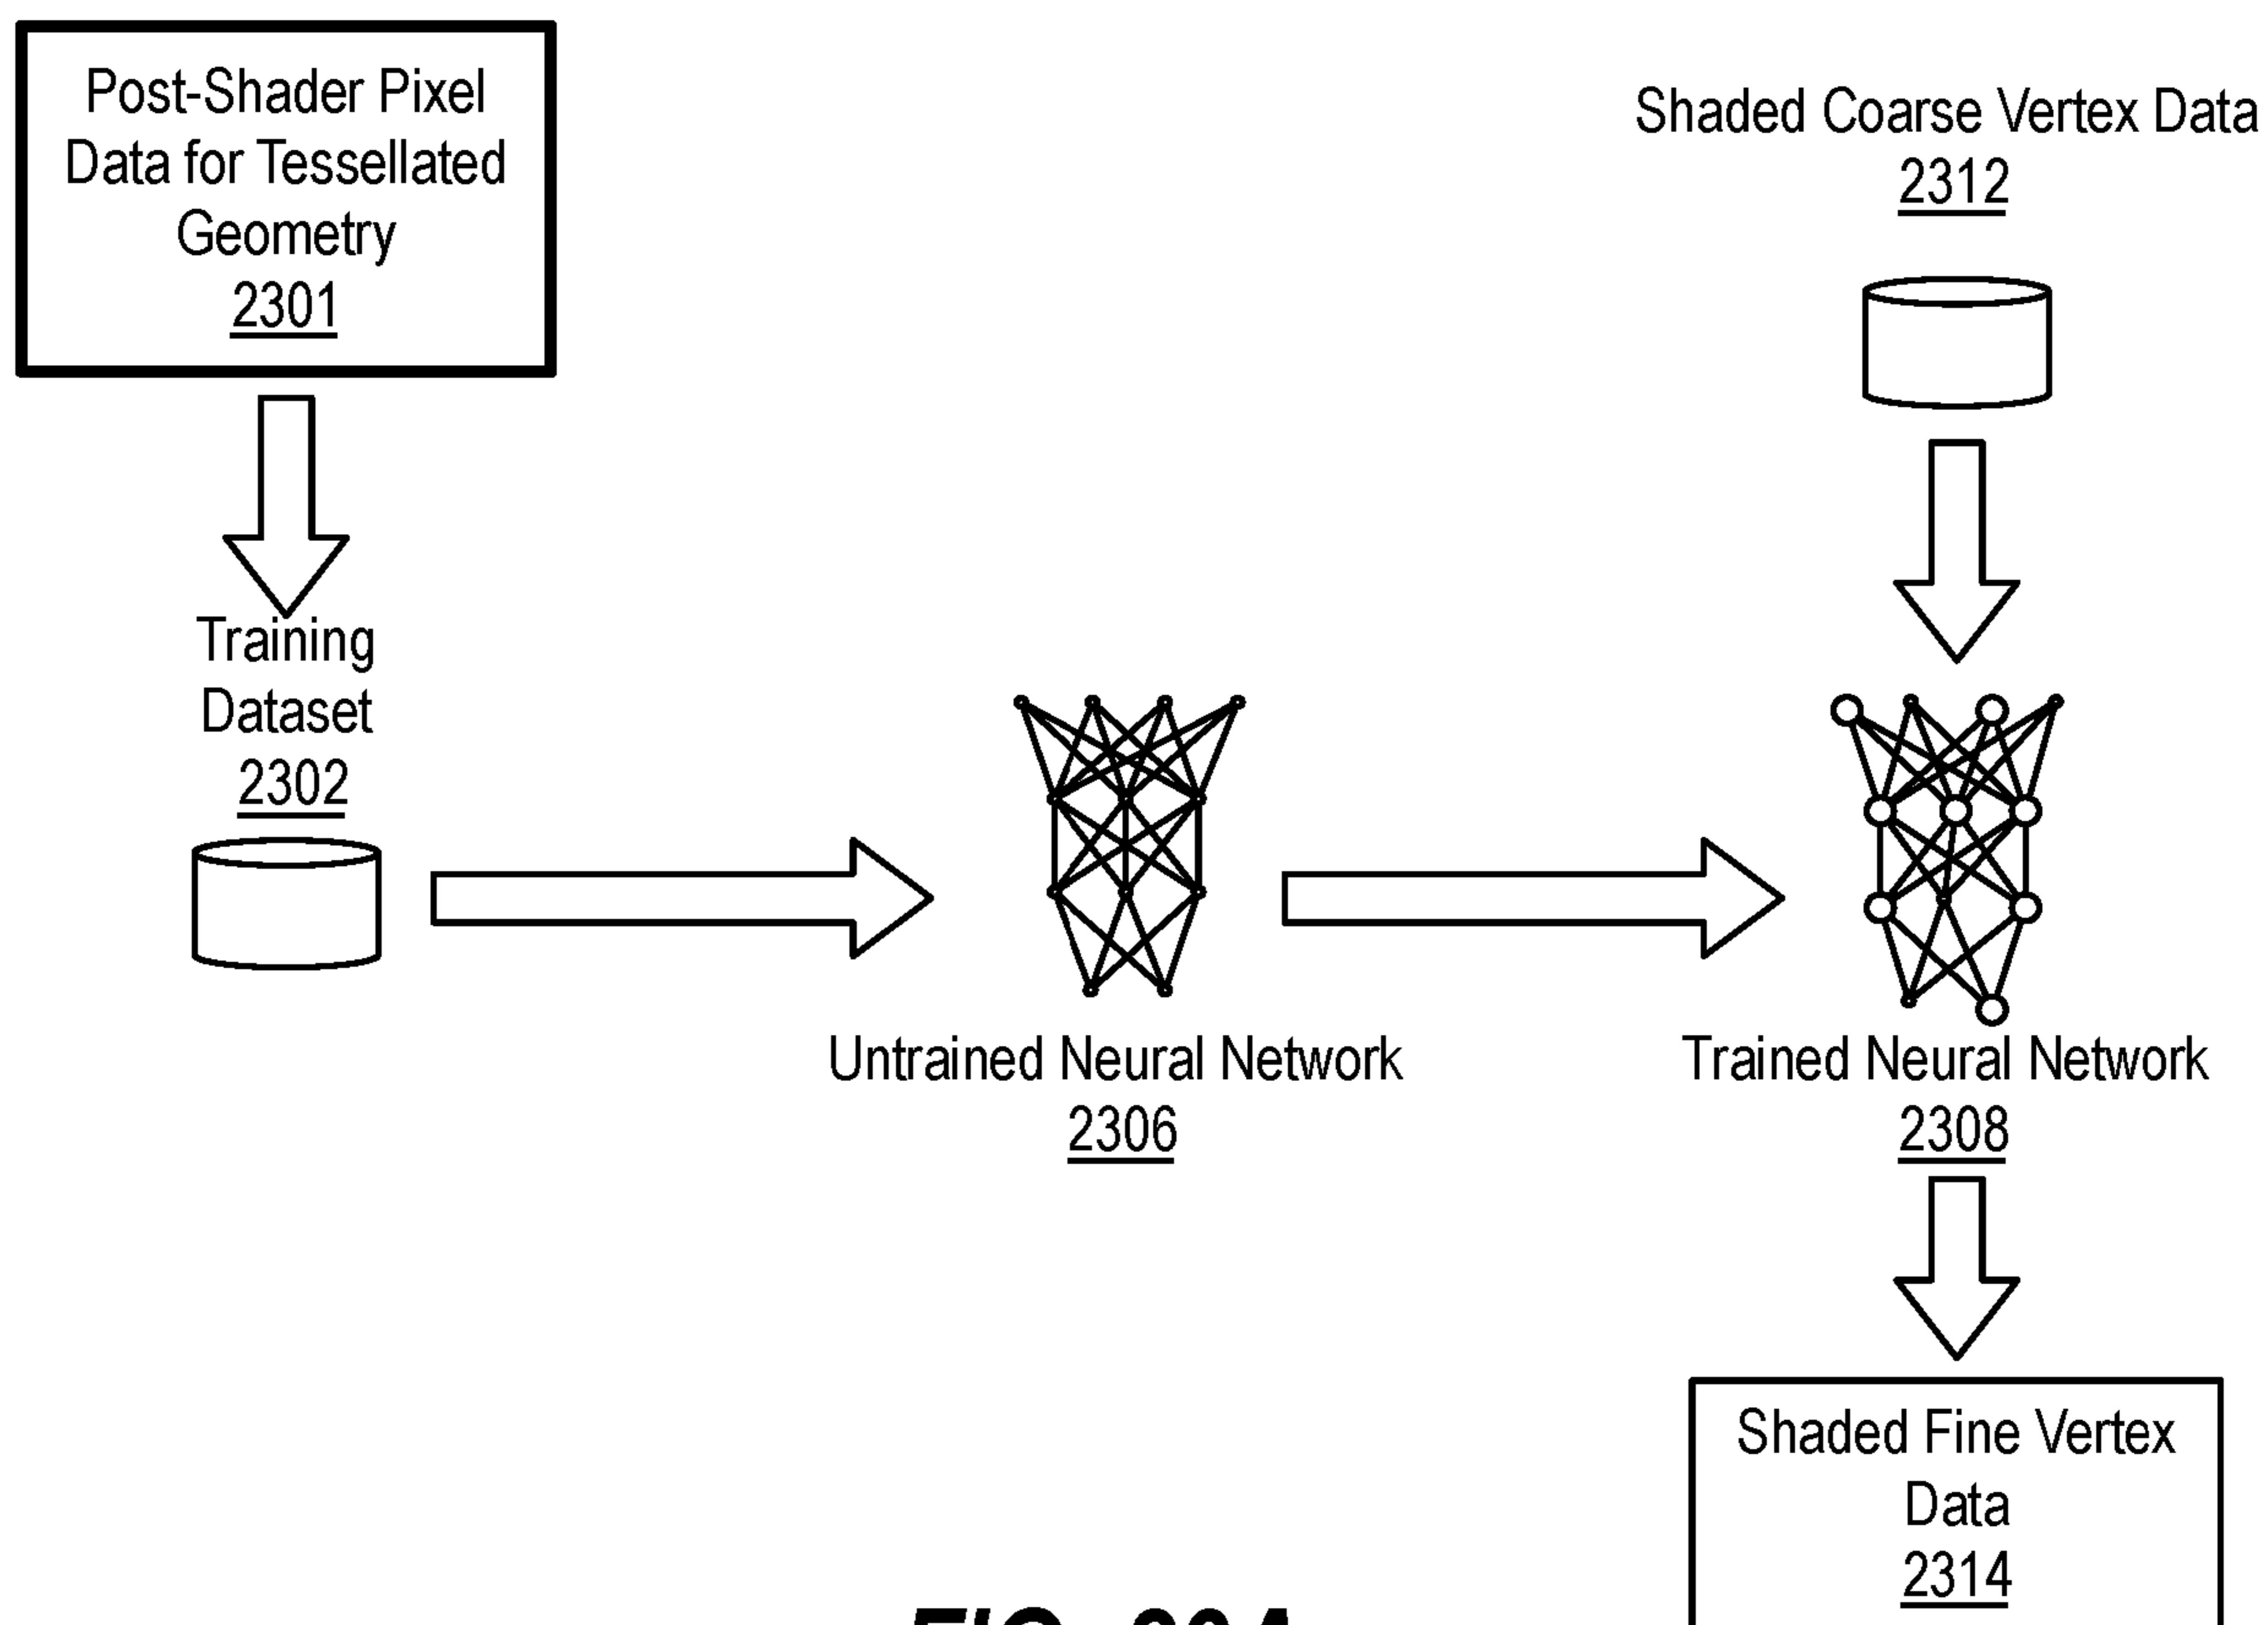 Post-Shader Pixel
Data for Tessellated
Geometry
2301
Training
Dataset
2302
Untrained Neural Network
2306
Shaded Coarse Vertex Data
2312
Trained Neural Network
2308
Shaded Fine Vertex
Data
2314